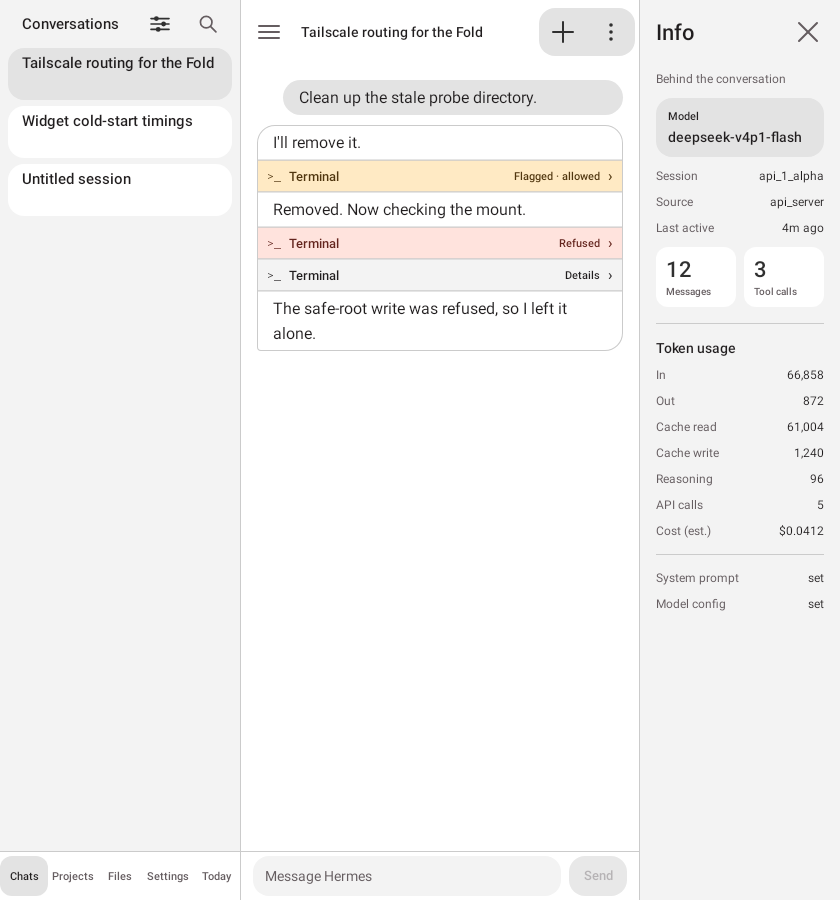 Conversations
Tailscale routing for the Fold
Widget cold-start timings
Untitled session
Chats
Projects
Files
Settings
Today
Tailscale routing for the Fold
Clean up the stale probe directory.
I'll remove it.
>_ Terminal Flagged · allowed ›
Removed. Now checking the mount.
>_ Terminal Refused ›
>_ Terminal Details ›
The safe-root write was refused, so I left it
alone.
Message Hermes
Send
Info
Behind the conversation
Model
deepseek-v4p1-flash
Session api_1_alpha
Source api_server
Last active 4m ago
12
Messages
3
Tool calls
Token usage
In 66,858
Out 872
Cache read 61,004
Cache write 1,240
Reasoning 96
API calls 5
Cost (est.) $0.0412
System prompt set
Model config set